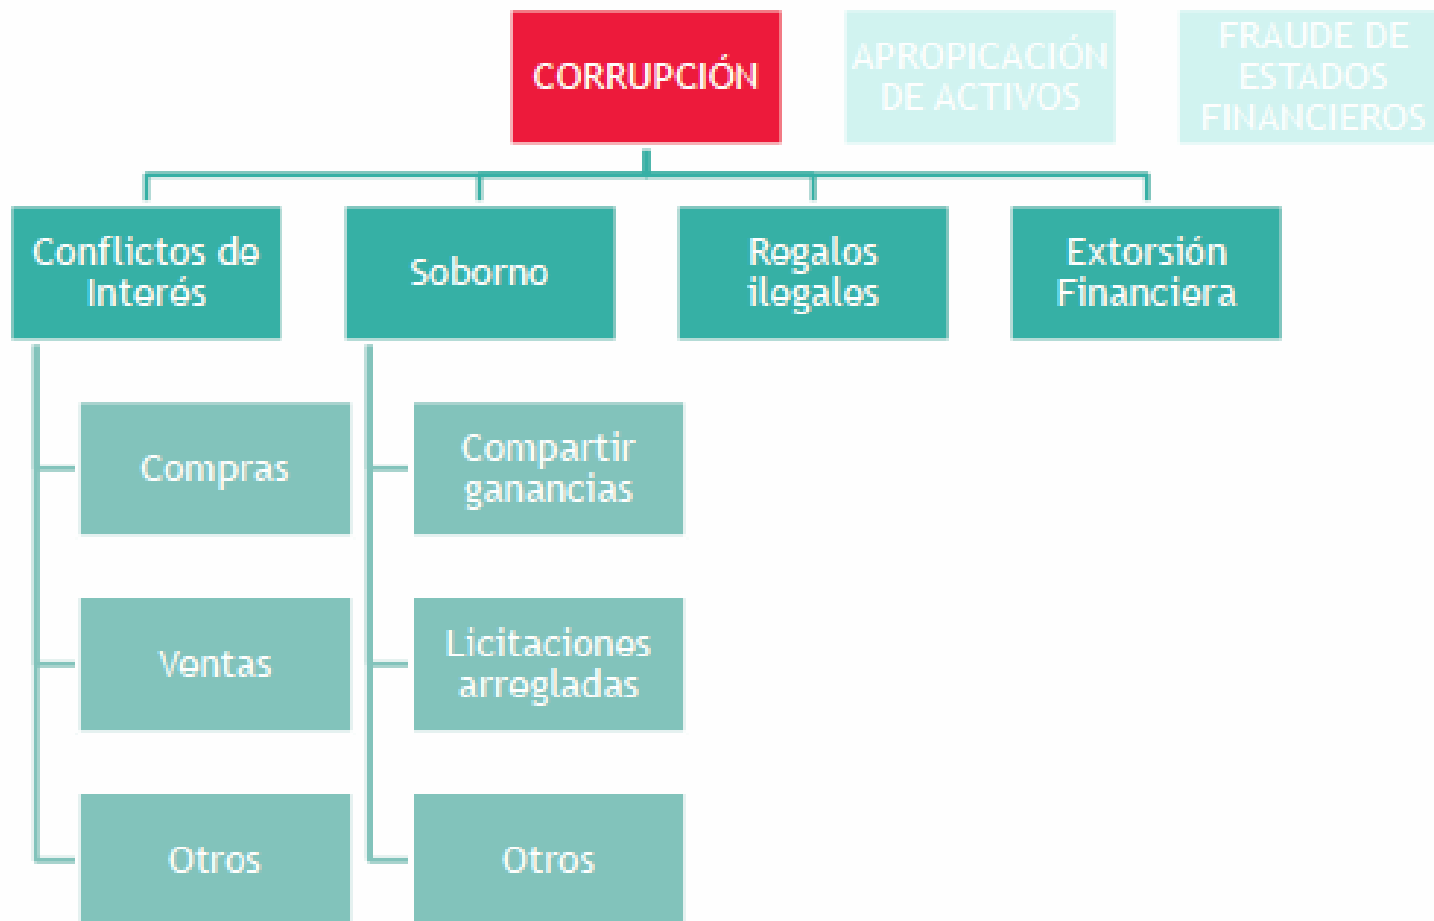 CORRUPCIÓN
APROPICACIÓN
DE ACTIVOS
FRAUDE DE
ESTADOS
FINANCIEROS
Conflictos de
Interés
Soborno
Regalos
ilegales
Extorsión
Financiera
Compras
Compartir
ganancias
Ventas
Licitaciones
arregladas
Otros
Otros